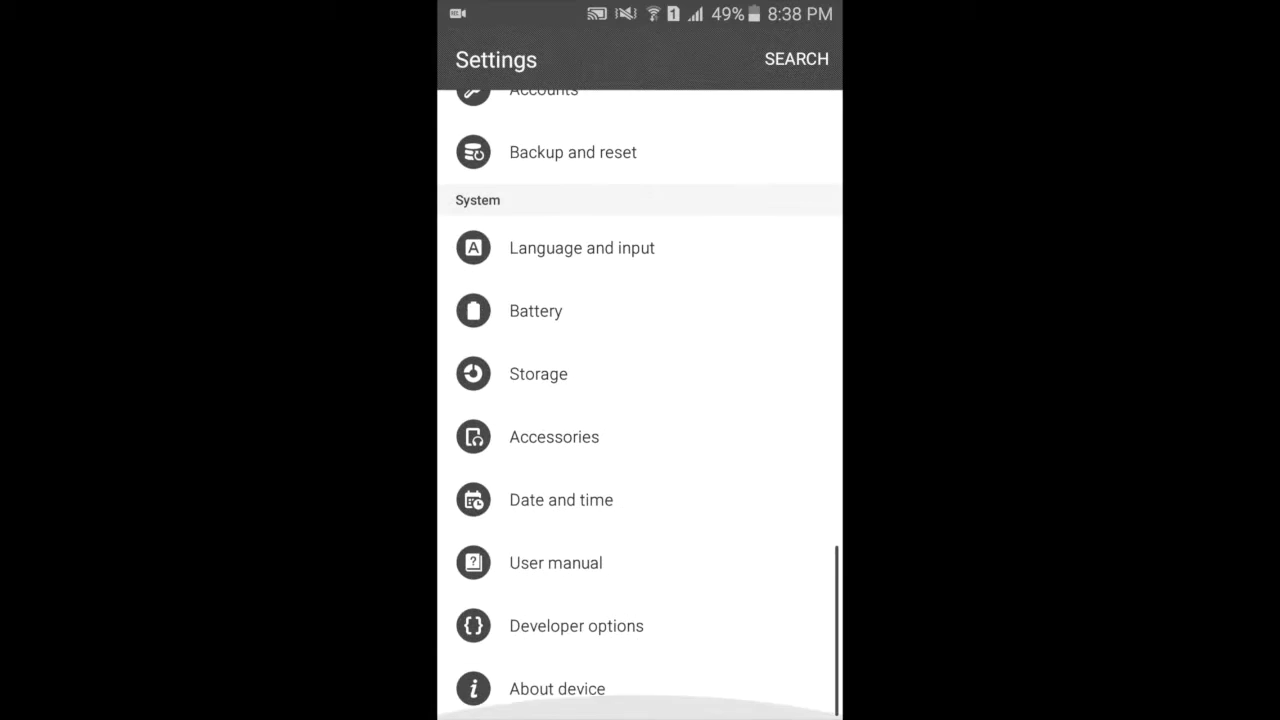 49% 8:38 PM
Settings SEARCH
Accounts
Backup and reset
System
Language and input
Battery
Storage
Accessories
Date and time
User manual
Developer options
About device